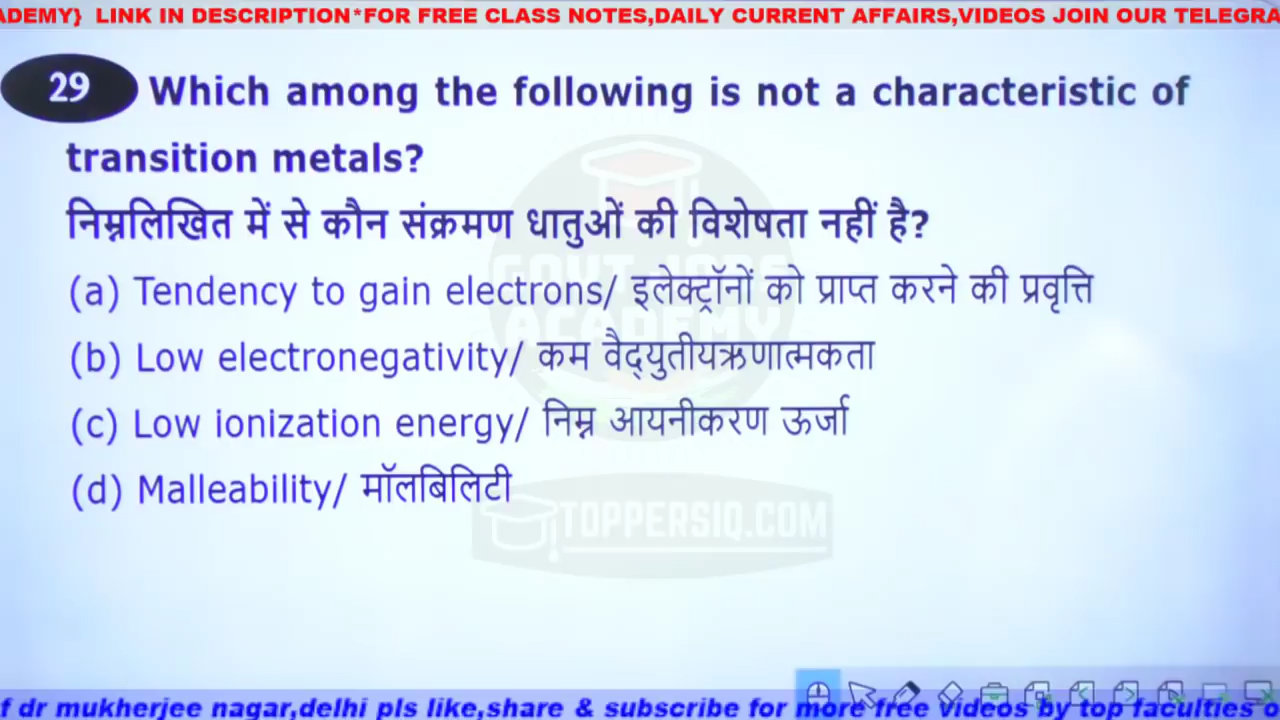 ADEMY} LINK IN DESCRIPTION*FOR FREE CLASS NOTES,DAILY CURRENT AFFAIRS,VIDEOS JOIN OUR TELEGRA
29 Which among the following is not a characteristic of
transition metals?
निम्नलिखित में से कौन संक्रमण धातुओं की विशेषता नहीं है?
(a) Tendency to gain electrons/ इलेक्ट्रॉनों को प्राप्त करने की प्रवृत्ति
(b) Low electronegativity/ कम वैद्युतीयऋणात्मकता
(c) Low ionization energy/ निम्न आयनीकरण ऊर्जा
(d) Malleability/ मॉलबिलिटी
GOVT JOBS
ACADEMY
TOPPERSIQ.COM
f dr mukherjee nagar,delhi pls like,share & subscribe for more free videos by top faculties o